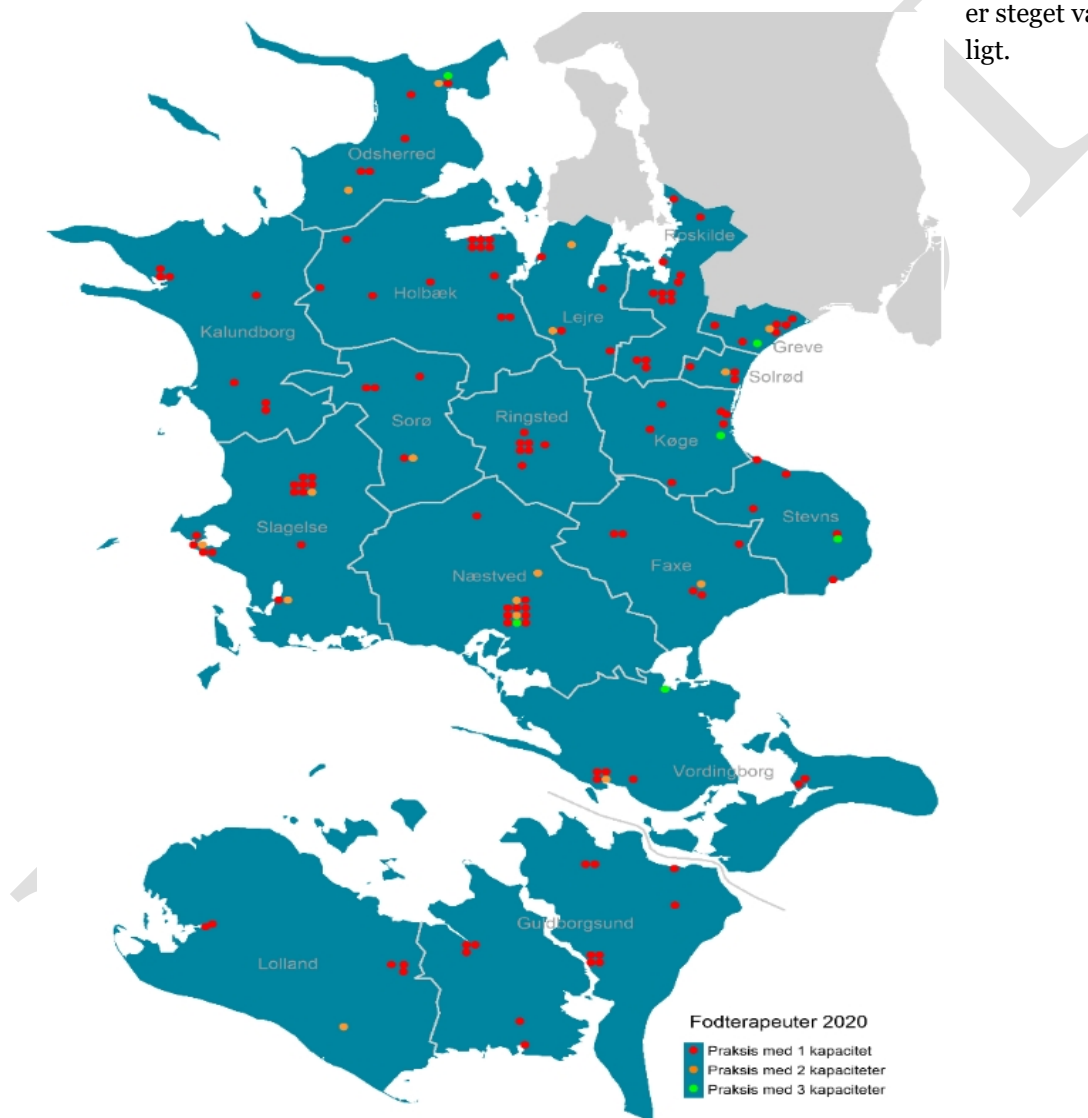 er steget va
ligt.
Odsherred
Roskilde
Holbæk
Lejre
Kalundborg
Greve
Solrød
Sorø
Ringsted
Køge
Slagelse
Stevns
Næstved
Faxe
Vordingborg
Guldborgsund
Lolland
Fodterapeuter 2020
Praksis med 1 kapacitet
Praksis med 2 kapaciteter
Praksis med 3 kapaciteter